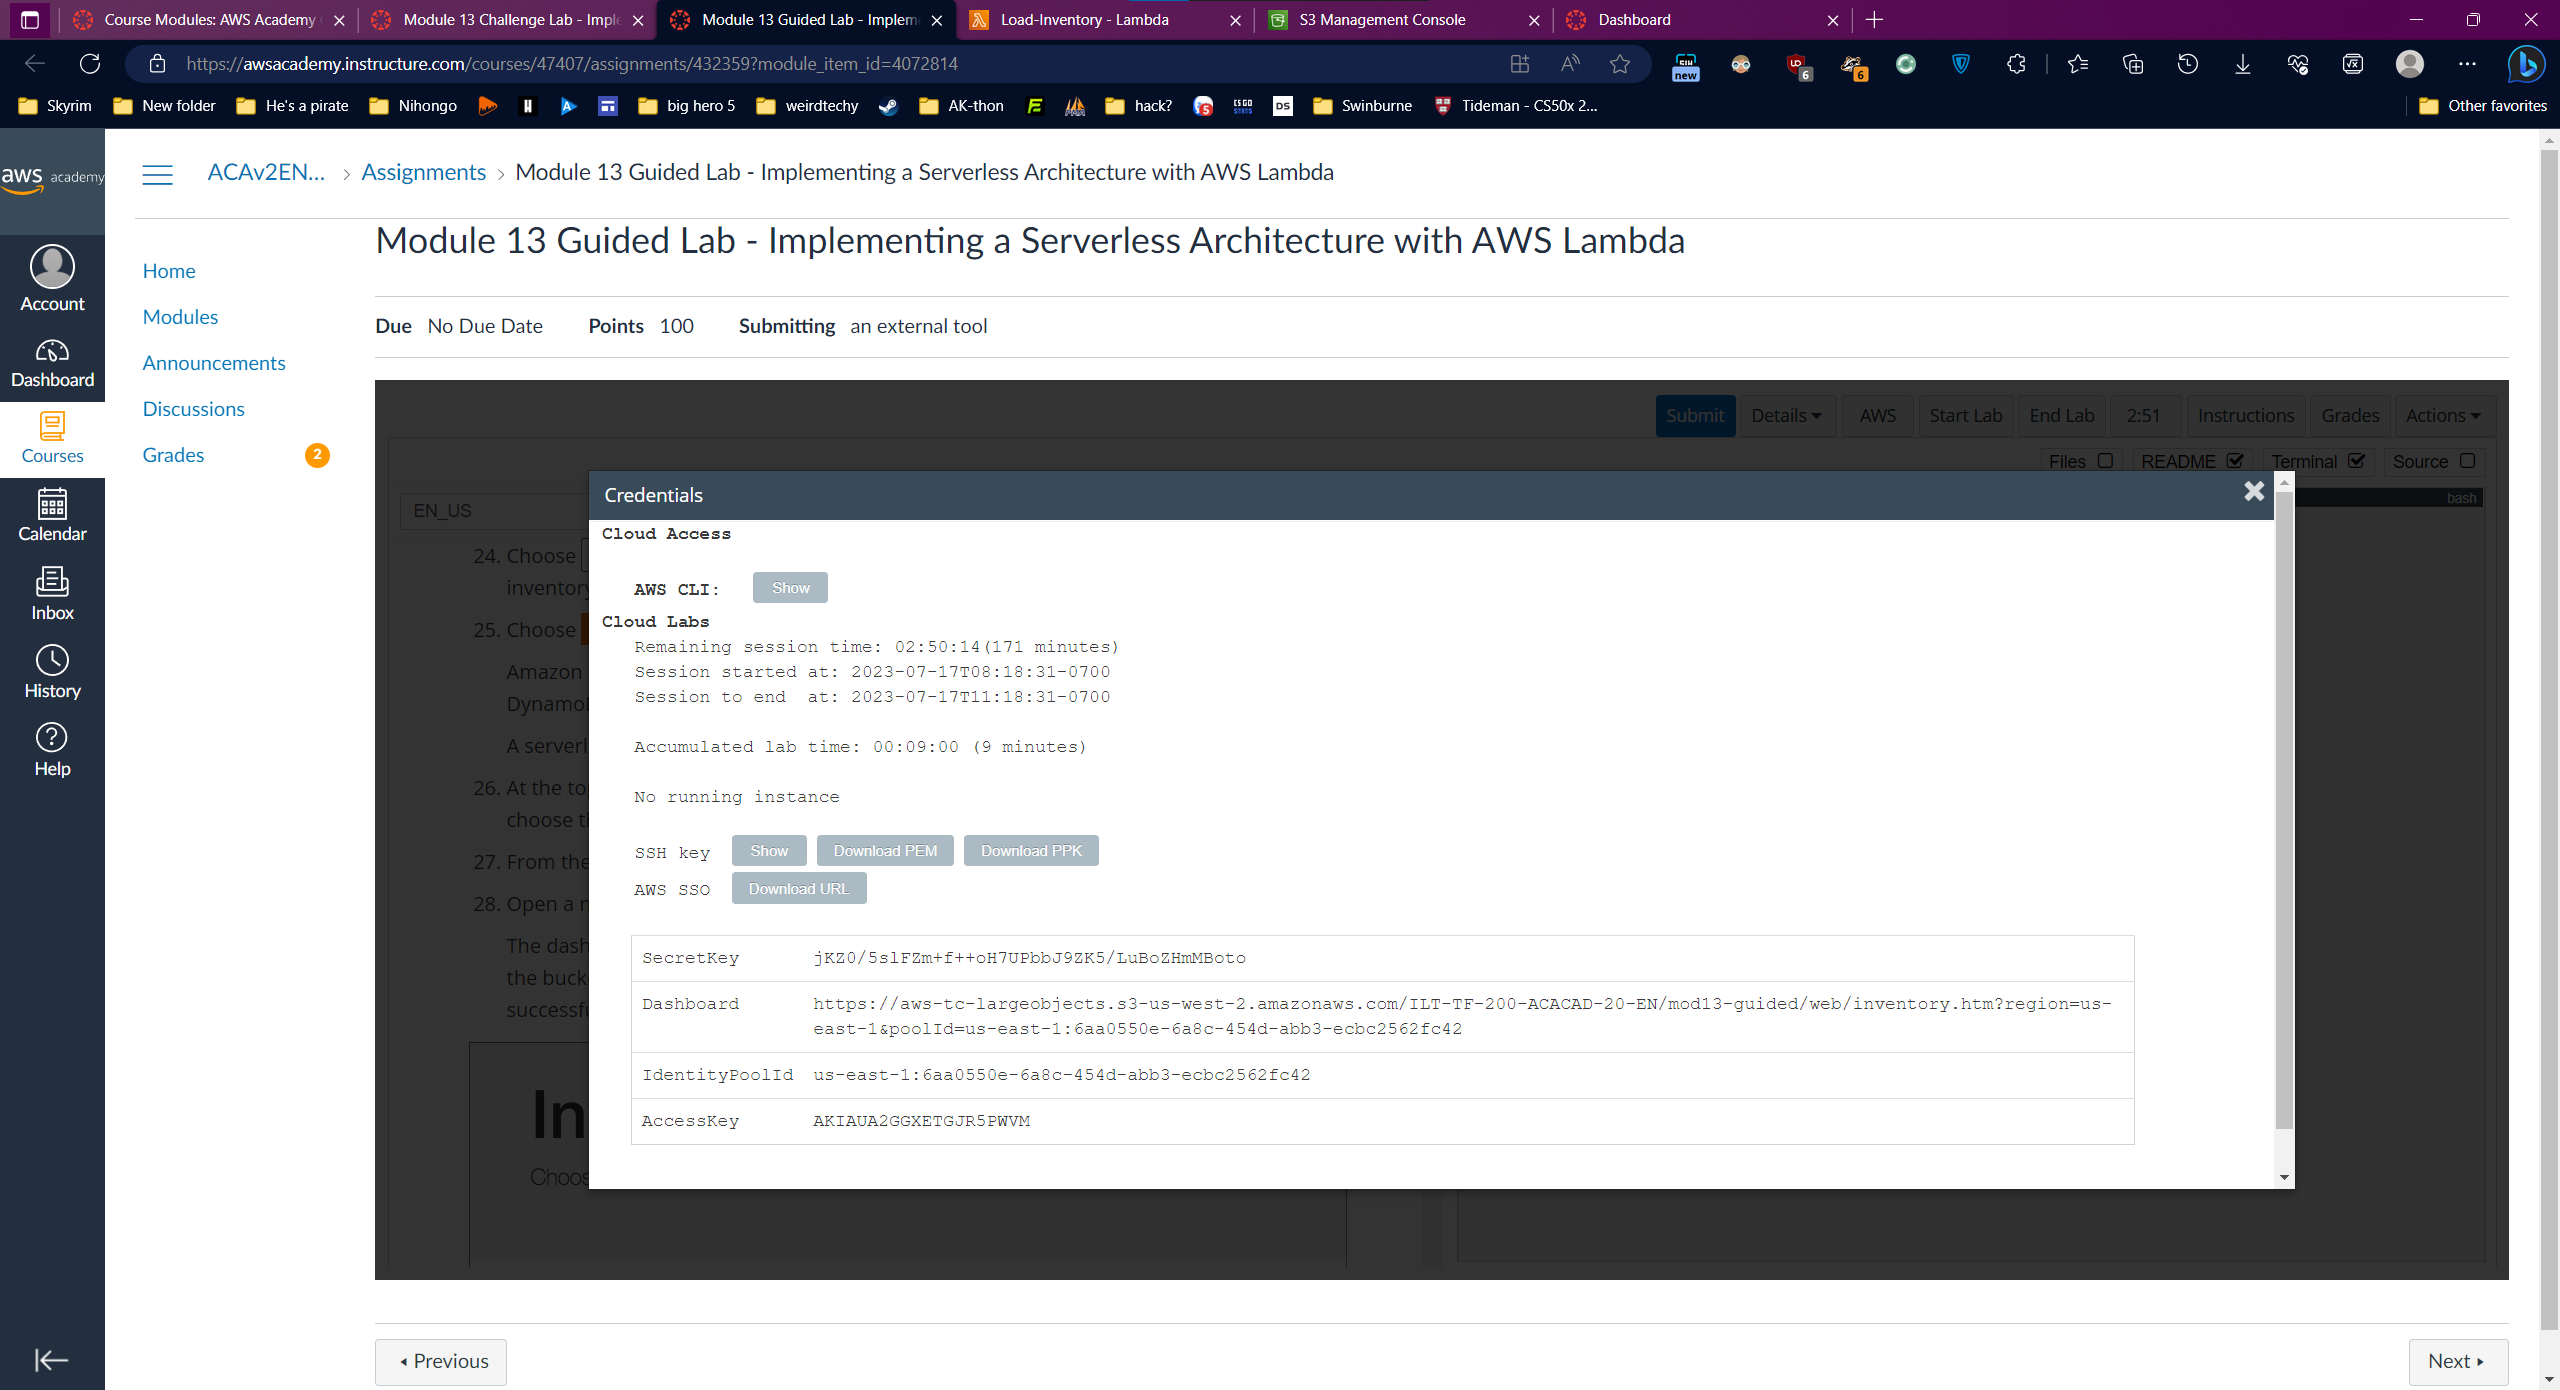 Course Modules: AWS Academy
Module 13 Challenge Lab - Imple
Module 13 Guided Lab - Implem
Load-Inventory - Lambda
S3 Management Console
Dashboard
https://awsacademy.instructure.com/courses/47407/assignments/432359?module_item_id=4072814
new
6
6
Skyrim
New folder
He's a pirate
Nihongo
big hero 5
weirdtechy
AK-thon
hack?
DS
Swinburne
Tideman - CS50x 2...
Other favorites
aws academy
ACAv2EN... > Assignments > Module 13 Guided Lab - Implementing a Serverless Architecture with AWS Lambda
Account
Dashboard
Courses
Calendar
Inbox
History
Help
Home
Modules
Announcements
Discussions
Grades
2
Module 13 Guided Lab - Implementing a Serverless Architecture with AWS Lambda
Due No Due Date Points 100 Submitting an external tool
Submit Details AWS Start Lab End Lab 2:51 Instructions Grades Actions
Files README Terminal Source
EN_US
bash
24. Choose
inventory
25. Choose
Amazon
Dynamo
A serverl
26. At the to
choose t
27. From the
28. Open a n
The dash
the buck
successfu
In
Choos
Credentials
Cloud Access
AWS CLI: Show
Cloud Labs
Remaining session time: 02:50:14(171 minutes)
Session started at: 2023-07-17T08:18:31-0700
Session to end at: 2023-07-17T11:18:31-0700
Accumulated lab time: 00:09:00 (9 minutes)
No running instance
SSH key Show Download PEM Download PPK
AWS SSO Download URL
SecretKey jKZ0/5slFZm+f++oH7UPbbJ9ZK5/LuBoZHmMBoto
Dashboard https://aws-tc-largeobjects.s3-us-west-2.amazonaws.com/ILT-TF-200-ACACAD-20-EN/mod13-guided/web/inventory.htm?region=us-
east-1&poolId=us-east-1:6aa0550e-6a8c-454d-abb3-ecbc2562fc42
IdentityPoolId us-east-1:6aa0550e-6a8c-454d-abb3-ecbc2562fc42
AccessKey AKIAUA2GGXETGJR5PWVM
Previous
Next